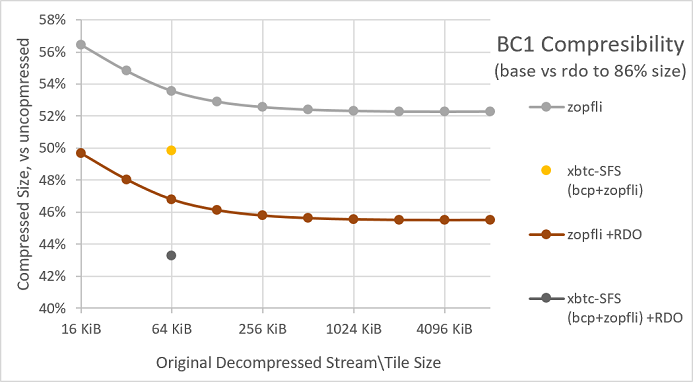 BC1 Compresibility
(base vs rdo to 86% size)
58%
56%
54%
52%
50%
48%
46%
44%
42%
40%
Compressed Size, vs uncopmressed
16 KiB
64 KiB
256 KiB
1024 KiB
4096 KiB
Original Decompressed Stream\Tile Size
zopfli
xbtc-SFS
(bcp+zopfli)
zopfli +RDO
xbtc-SFS
(bcp+zopfli) +RDO